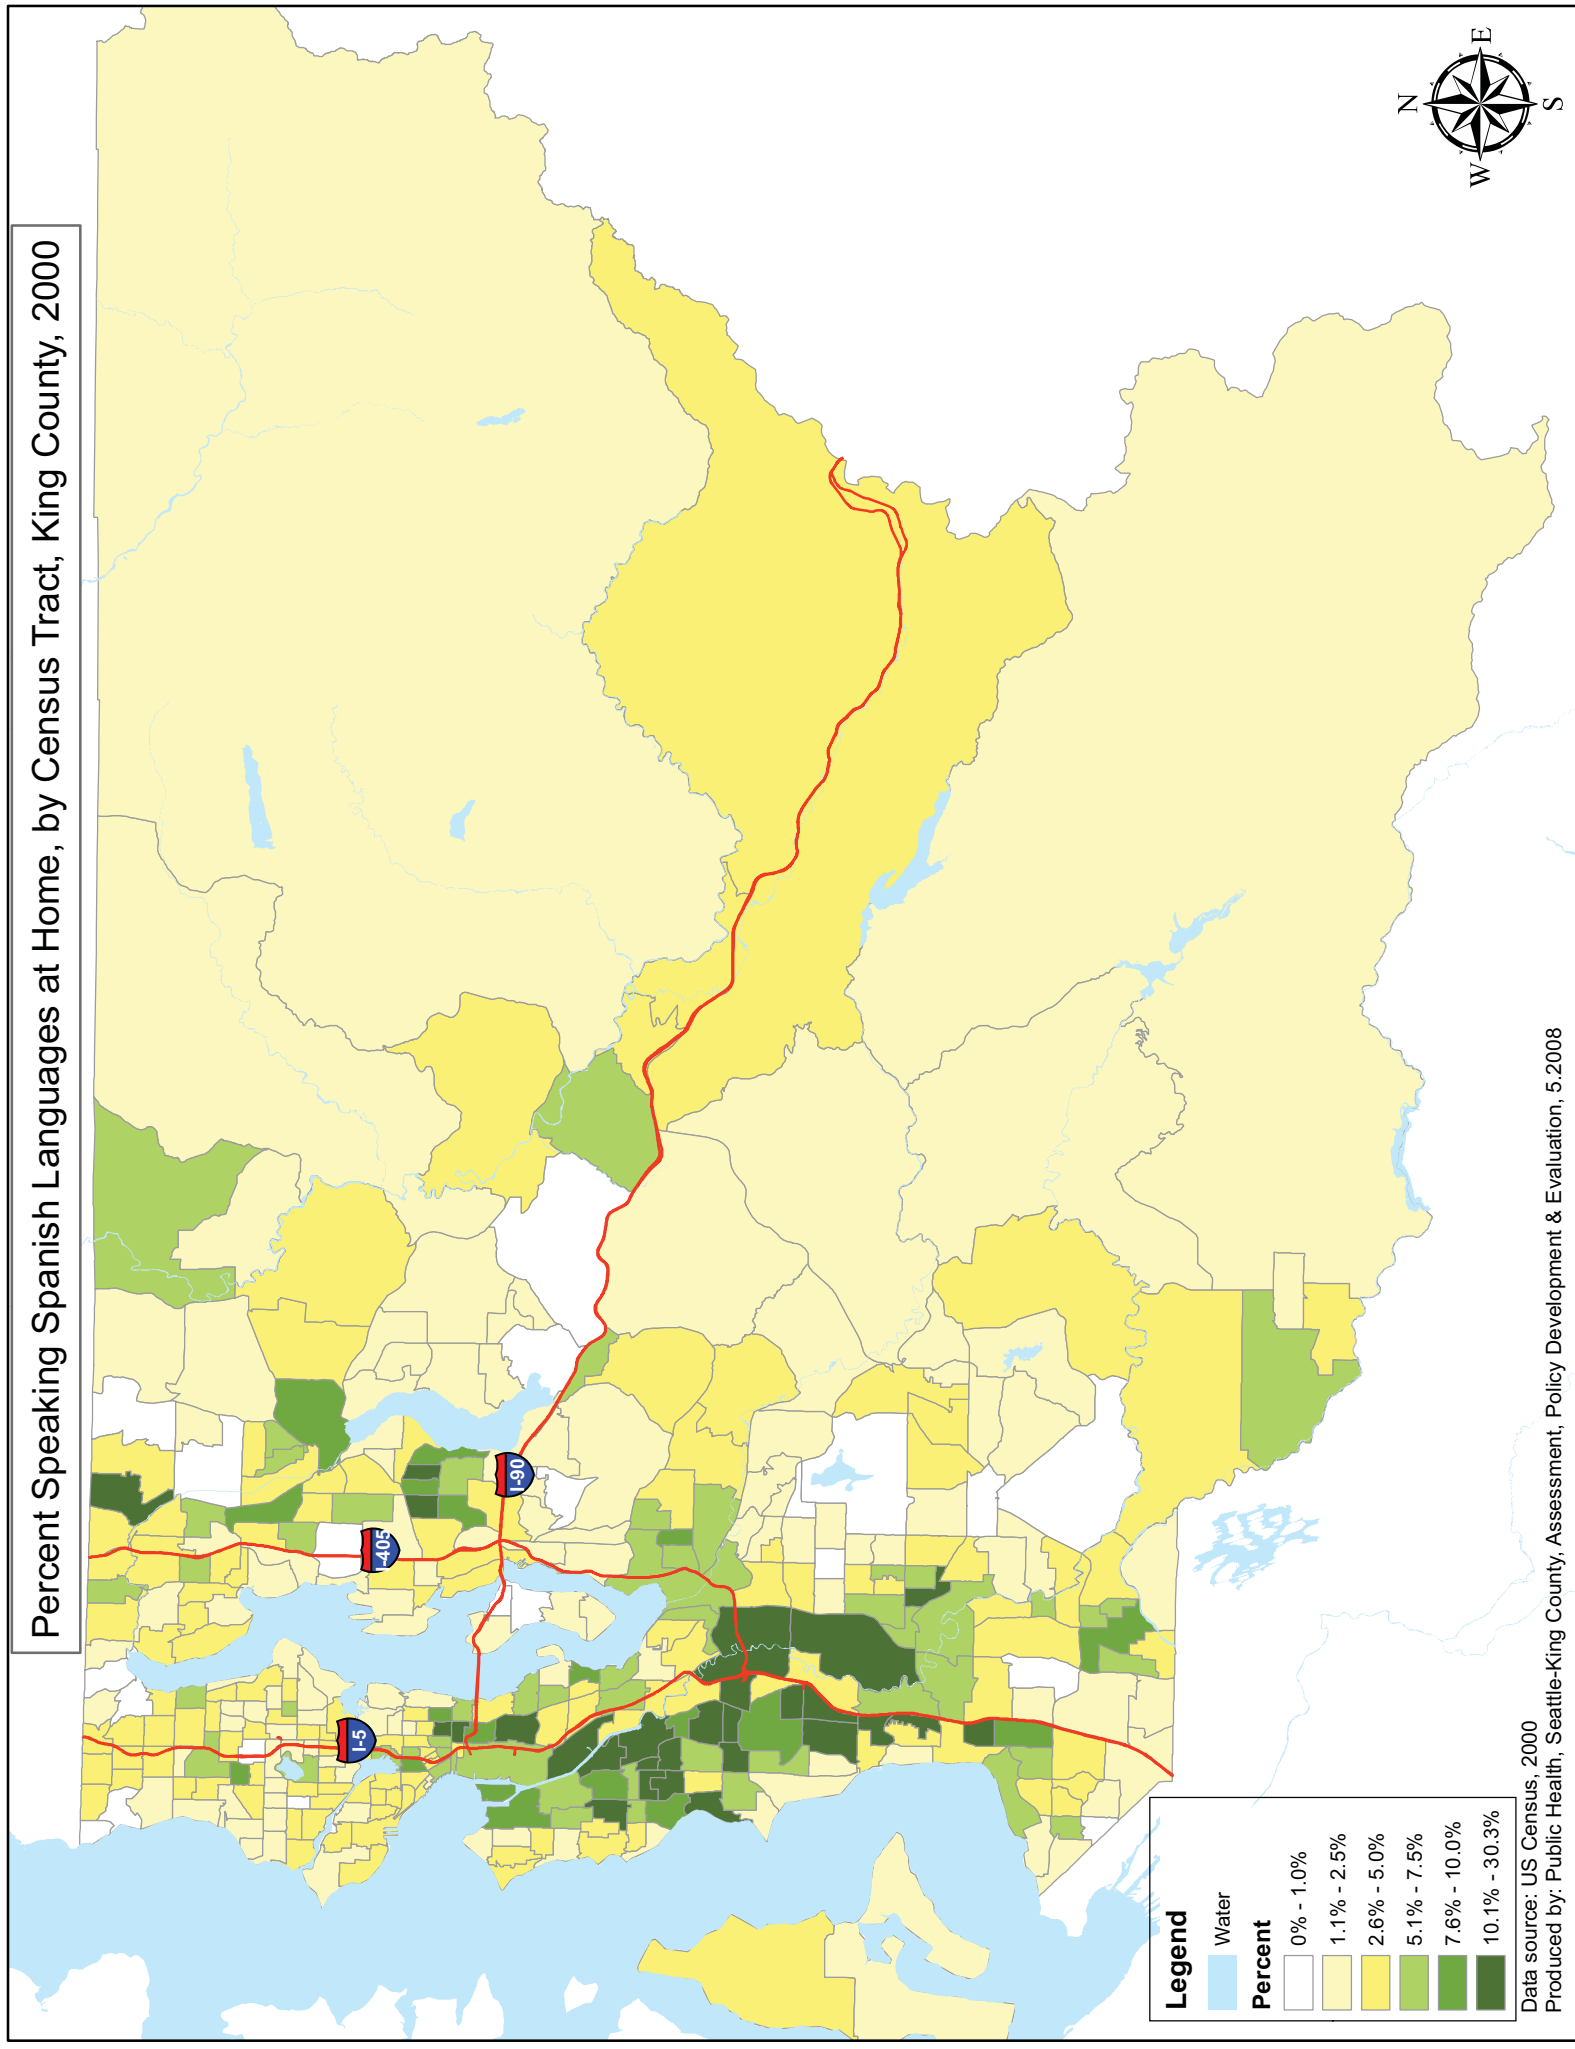 Percent Speaking Spanish Languages at Home, by Census Tract, King County, 2000
N
W
E
S
I-5
I-405
I-90
Legend
Water
Percent
0% - 1.0%
1.1% - 2.5%
2.6% - 5.0%
5.1% - 7.5%
7.6% - 10.0%
10.1% - 30.3%
Data source: US Census, 2000
Produced by: Public Health, Seattle-King County, Assessment, Policy Development & Evaluation, 5.2008